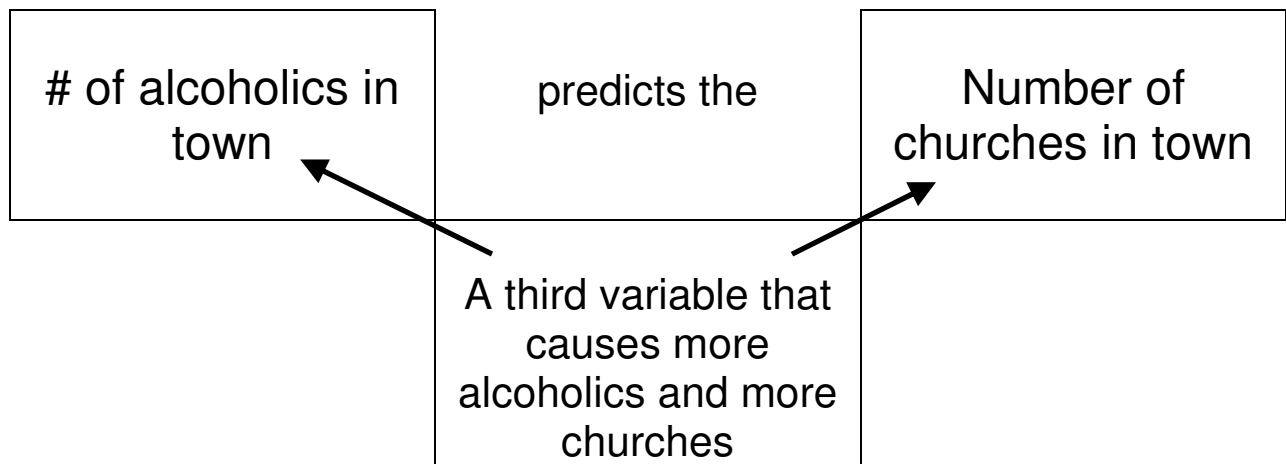 # of alcoholics in
town
predicts the
Number of
churches in town
A third variable that
causes more
alcoholics and more
churches